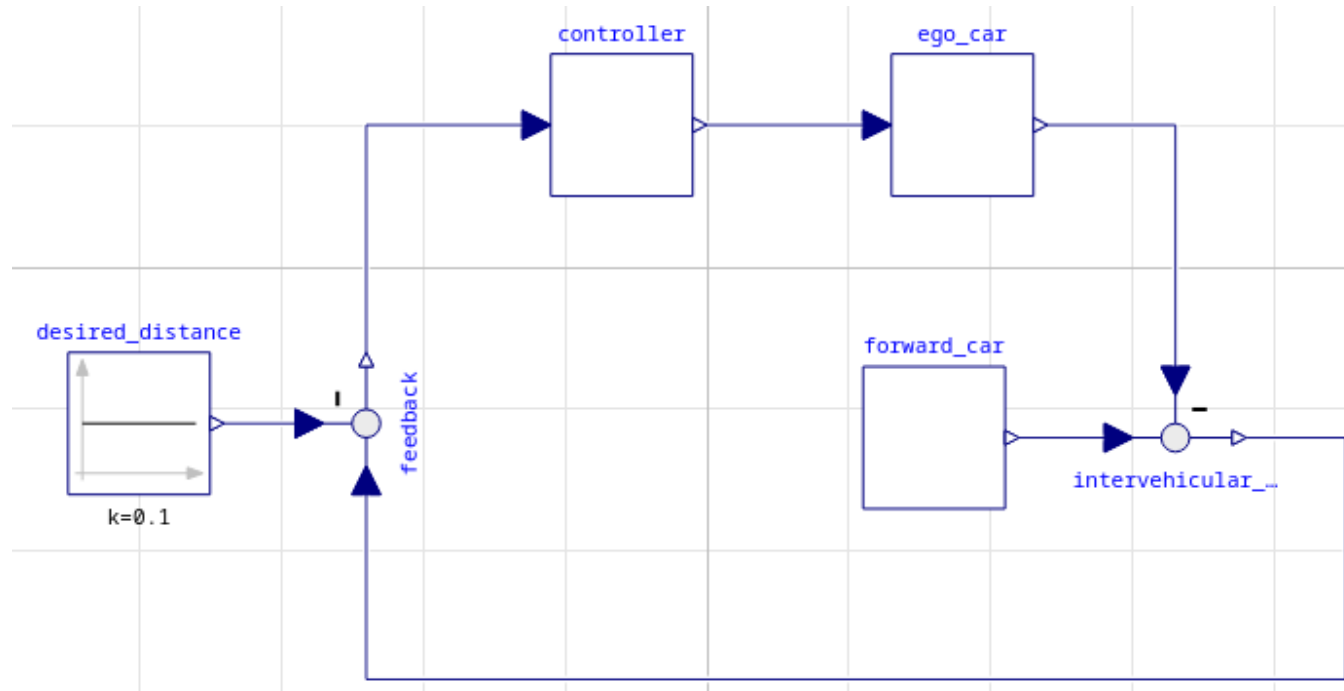 controller
ego_car
desired_distance
forward_car
feedback
intervehicular_…
k=0.1